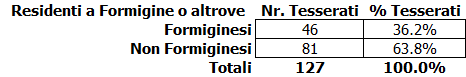 Residenti a Formigine o altrove Nr. Tesserati % Tesserati
Formiginesi 46 36.2%
Non Formiginesi 81 63.8%
Totali 127 100.0%